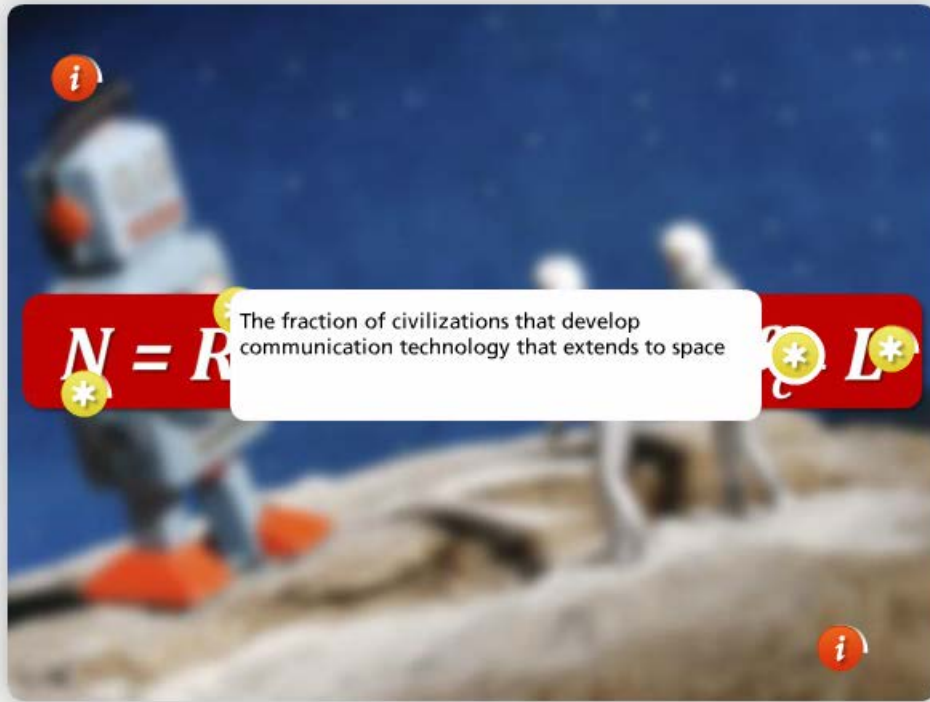 i
N = R
The fraction of civilizations that develop
communication technology that extends to space
c
L
i